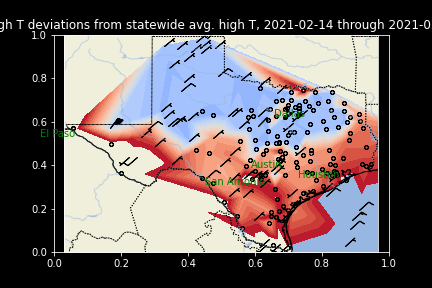 gh T deviations from statewide avg. high T, 2021-02-14 through 2021-0
1.0
0.8
0.6
0.4
0.2
0.0
El Paso
Dallas
Austin
Houston
San Antonio
0.0 0.2 0.4 0.6 0.8 1.0